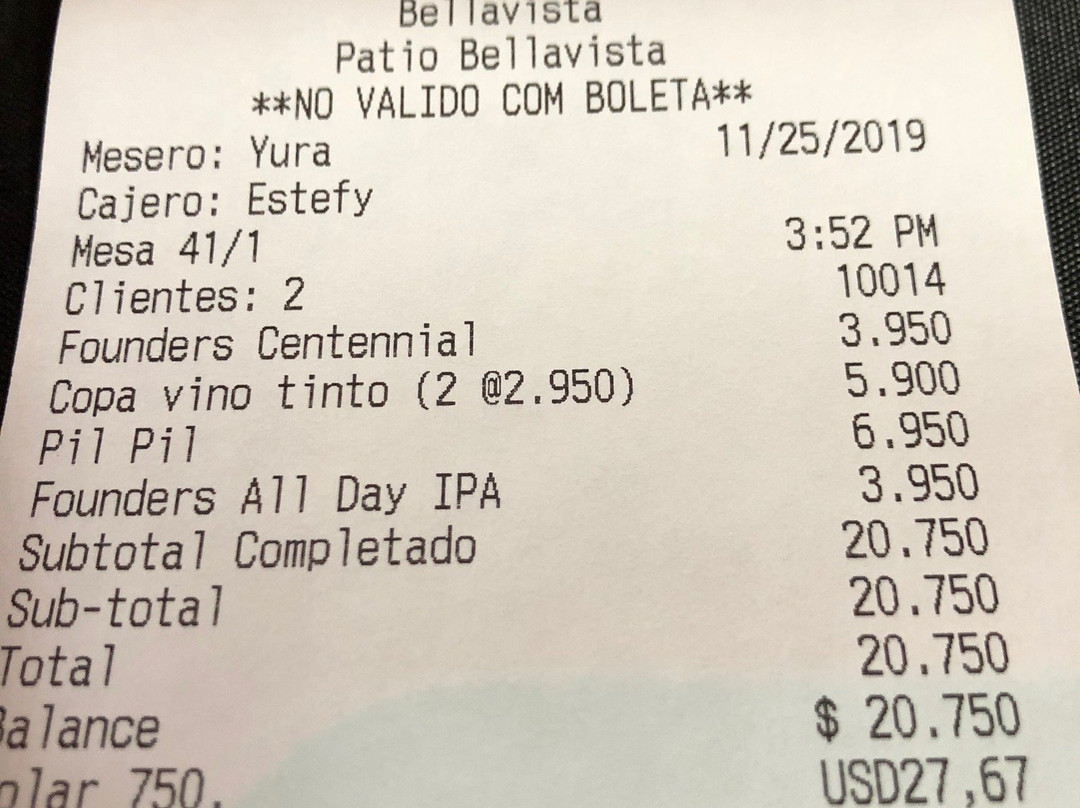 Bellavista
Patio Bellavista
**NO VALIDO COM BOLETA**
Mesero: Yura 11/25/2019
Cajero: Estefy
Mesa 41/1 3:52 PM
Clientes: 2 10014
Founders Centennial 3.950
Copa vino tinto (2 @2.950) 5.900
Pil Pil 6.950
Founders All Day IPA 3.950
Subtotal Completado 20.750
Sub-total 20.750
Total 20.750
Balance $ 20.750
olar 750. USD27,67